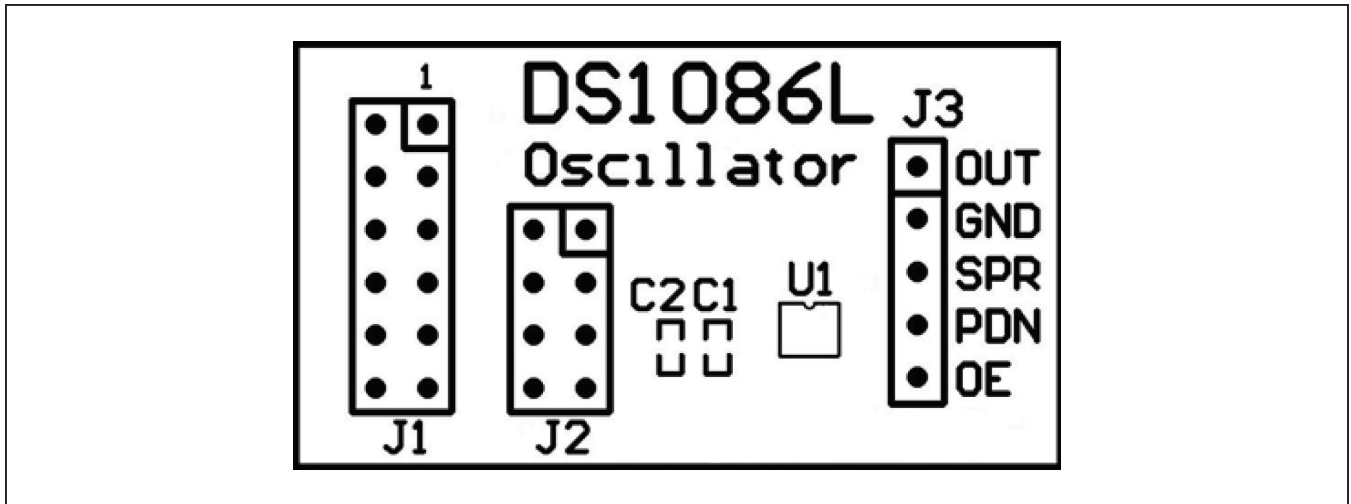 1
DS1086L
Oscillator
J3
OUT
GND
SPR
PDN
OE
C2 C1
U1
J1
J2